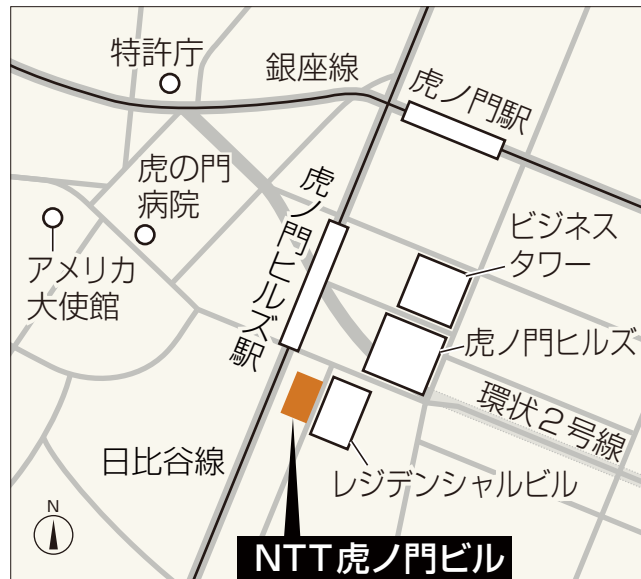 特許庁
銀座線
虎ノ門駅
虎の門
病院
虎ノ門ヒルズ駅
ビジネス
タワー
アメリカ
大使館
虎ノ門ヒルズ
環状2号線
日比谷線
レジデンシャルビル
N
NTT虎ノ門ビル